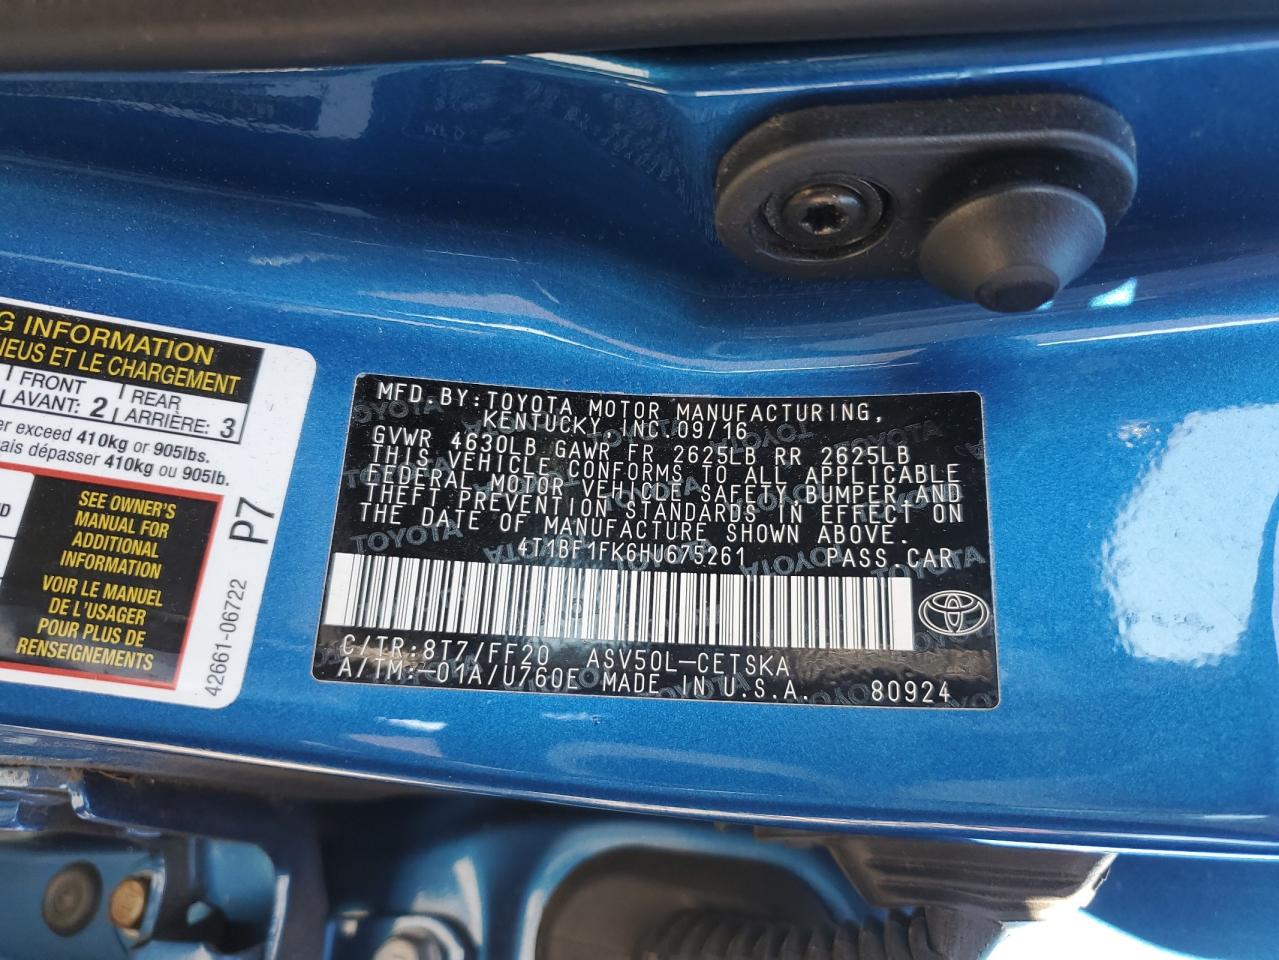 G INFORMATION
NEUS ET LE CHARGEMENT
FRONT
AVANT: 2
REAR
ARRIÈRE: 3
er exceed 410kg or 905lbs.
ais dépasser 410kg ou 905lb.
SEE OWNER'S
MANUAL FOR
ADDITIONAL
INFORMATION
VOIR LE MANUEL
DE L'USAGER
POUR PLUS DE
RENSEIGNEMENTS
P7
42661-06722
MFD.BY:TOYOTA MOTOR MANUFACTURING,
KENTUCKY,INC.09/16
GVWR 4630LB GAWR FR 2625LB RR 2625LB
THIS VEHICLE CONFORMS TO ALL APPLICABLE
FEDERAL MOTOR VEHICLE SAFETY,BUMPER AND
THEFT PREVENTION STANDARDS IN EFFECT ON
THE DATE OF MANUFACTURE SHOWN ABOVE.
4T1BF1FK6HU675261 PASS.CAR
C/TR:8T7/FF20 ASV50L-CETSKA
A/TM:-01A/U760E MADE IN U.S.A. 80924